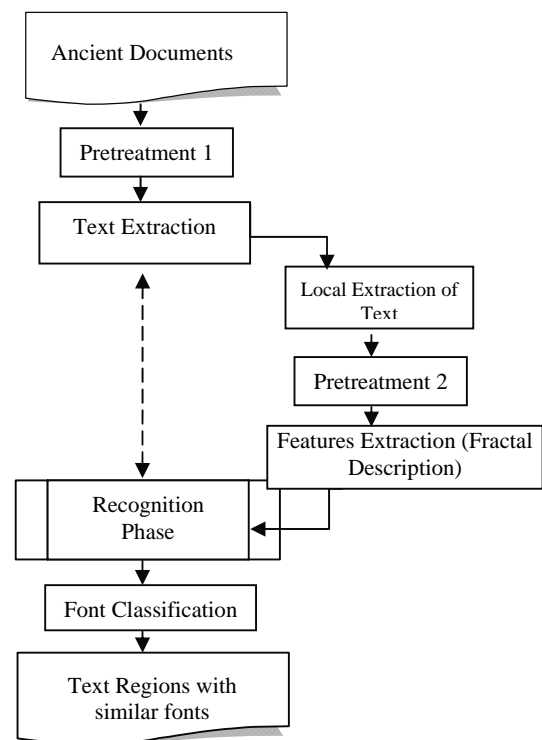 Ancient Documents
Pretreatment 1
Text Extraction
Local Extraction of
Text
Pretreatment 2
Features Extraction (Fractal
Description)
Recognition
Phase
Font Classification
Text Regions with
similar fonts